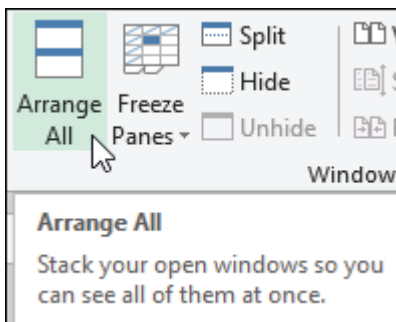 Split
Hide
Arrange All
Freeze Panes
Unhide
Window
Arrange All
Stack your open windows so you
can see all of them at once.